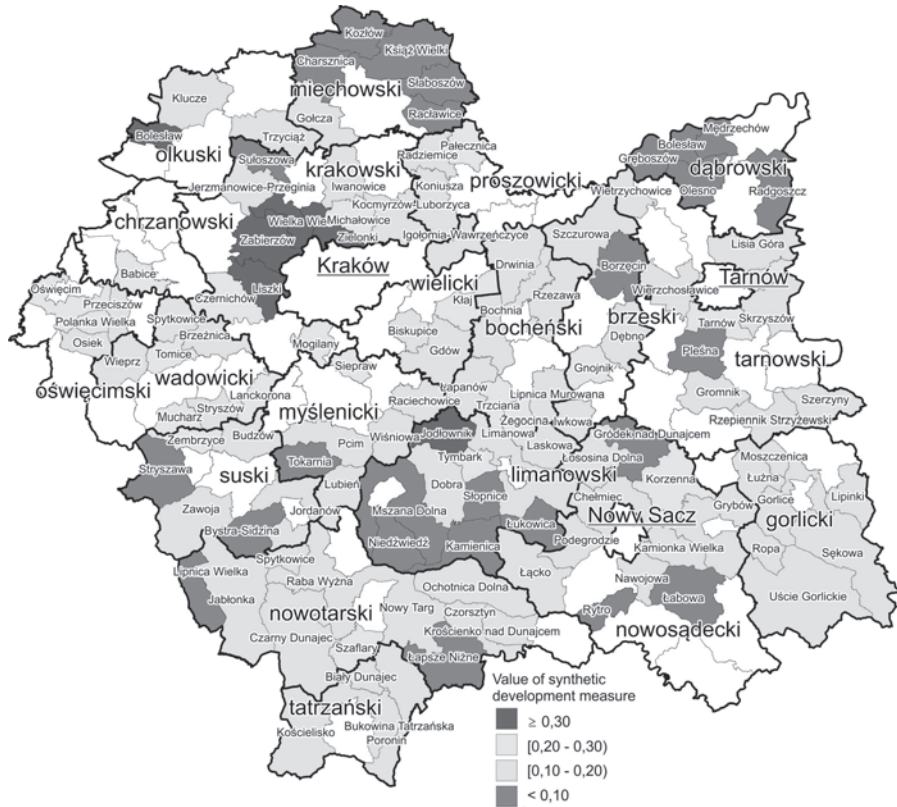 Kozłów
Książ Wielki
Charsznica
Słaboszów
miechowski
Klucze
Racławice
Gołcza
Mędrzechów
Bolesław
Bolesław
Trzyciąż
Pałecznica
Gręboszów
olkuski
Sułoszowa
krakowski
Radziemice
dąbrowski
Jerzmanowice-Przeginia
Iwanowice
Koniusza
proszowicki
Wietrzychowice
Olesno
Radgoszcz
chrzanowski
Kocmyrzów-Luborzyca
Wielka Wie
Michałowice
Zabierzów
Zielonki
Igołomia-Wawrzeńczyce
Szczurowa
Lisia Góra
Kraków
Drwinia
Borzęcin
Babice
wielicki
Tarnów
Oświęcim
Liszki
Kłaj
Rzezawa
Wierzchosławice
Przeciszów
Czernichów
Bochnia
Polanka Wielka
Spytkowice
Biskupice
bocheński
brzeski
Tarnów
Skrzyszów
Osiek
Brzeźnica
Mogilany
Dębno
Pleśna
Wieprz
Tomice
Gdów
tarnowski
oświęcimski
wadowicki
Siepraw
Gnojnik
Lanckorona
Łapanów
Gromnik
Szerzyny
Stryszów
myślenicki
Raciechowice
Trzciana
Lipnica Murowana
Mucharz
Żegocina
Iwkowa
Rzepiennik Strzyżewski
Zembrzyce
Budzów
Wiśniowa
Jodłownik
Limanowa
Gródek nad Dunajcem
Pcim
Laskowa
Stryszawa
suski
Tokarnia
Tymbark
limanowski
Łososina Dolna
Moszczenica
Lubień
Dobra
Korzenna
Łużna
Zawoja
Słopnice
Chełmiec
Gorlice
Lipinki
Jordanów
Mszana Dolna
Łukowica
Nowy Sącz
Grybów
gorlicki
Bystra-Sidzina
Podegrodzie
Niedźwiedź
Kamienica
Kamionka Wielka
Ropa
Sękowa
Lipnica Wielka
Spytkowice
Łącko
Raba Wyżna
Ochotnica Dolna
Nawojowa
Jabłonka
Łabowa
Uście Gorlickie
nowotarski
Nowy Targ
Czorsztyn
Rytro
Krościenko nad Dunajcem
nowosądecki
Czarny Dunajec
Szaflary
Łapsze Niżne
Biały Dunajec
tatrzański
Bukowina Tatrzańska
Kościelisko
Poronin
Value of synthetic
development measure
≥ 0,30
[0,20 - 0,30)
[0,10 - 0,20)
< 0,10